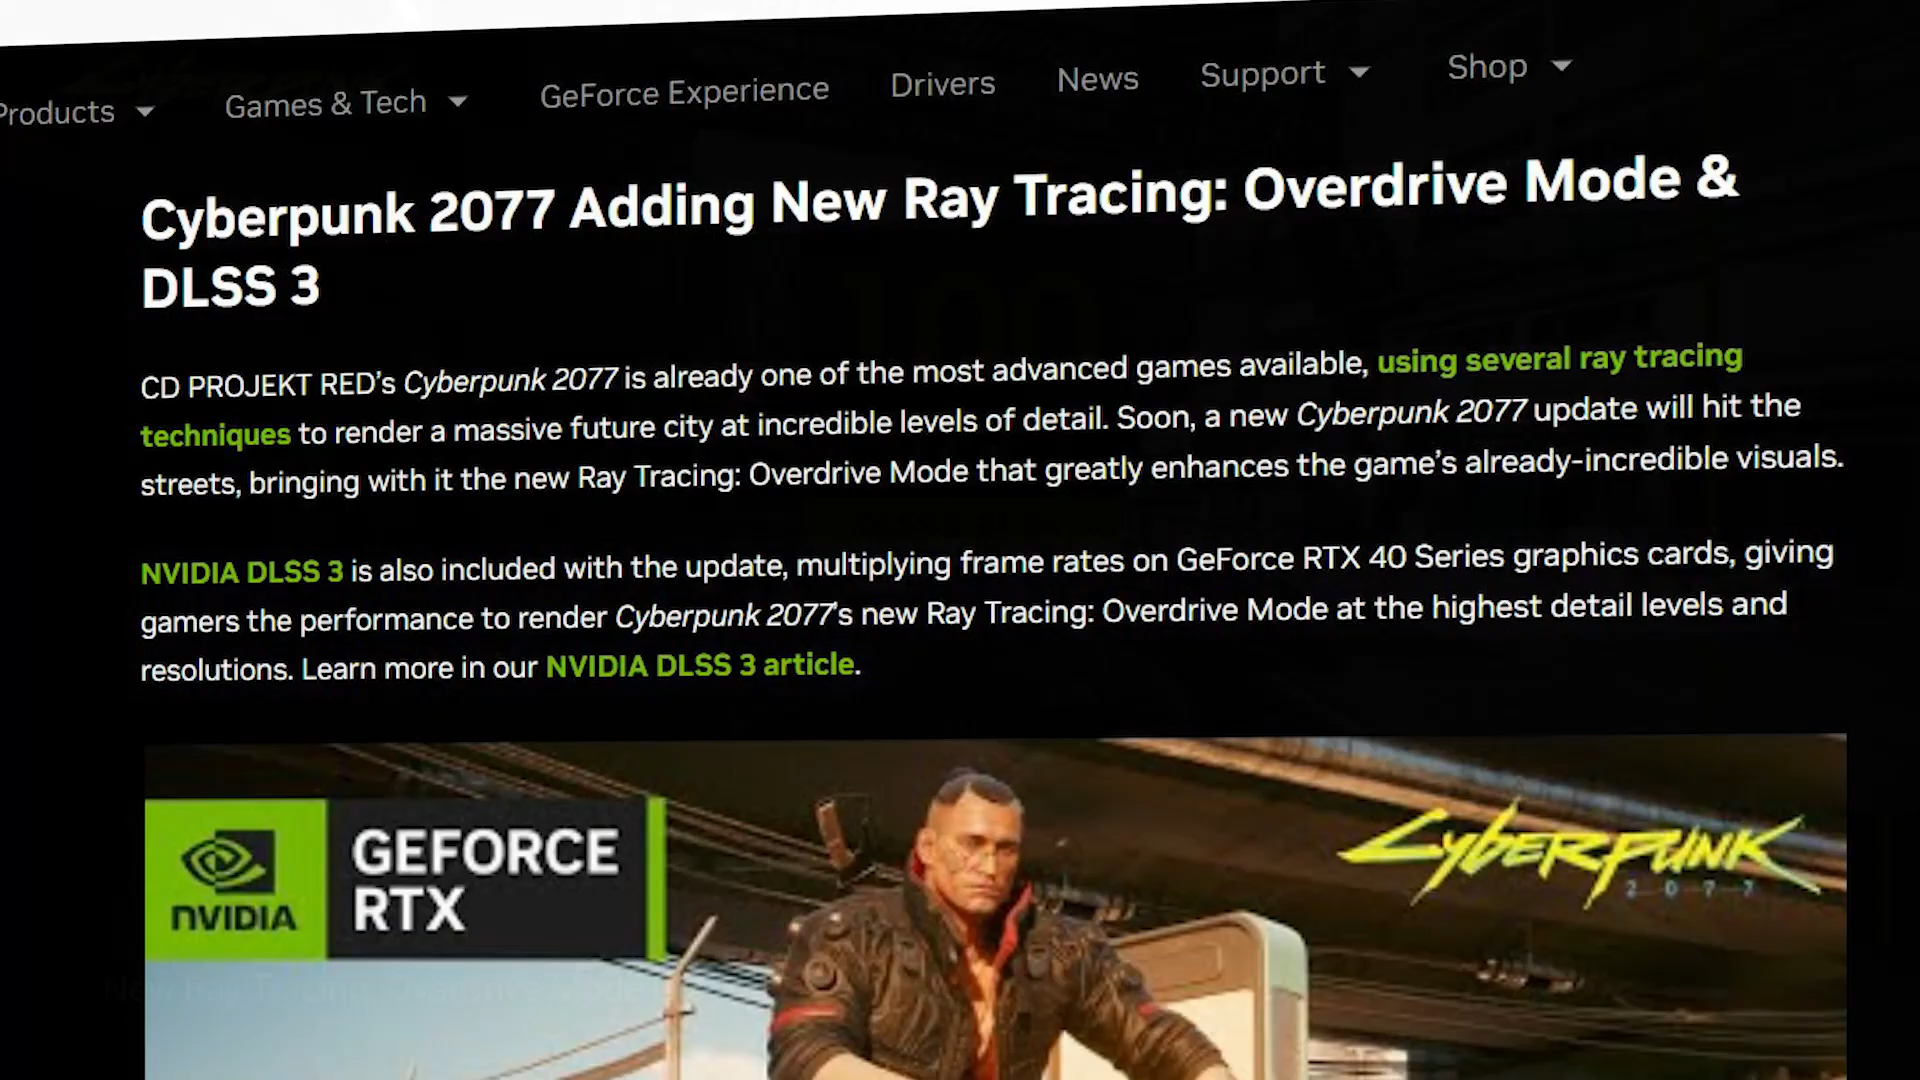 Products
Games & Tech
GeForce Experience
Drivers
News
Support
Shop
Cyberpunk 2077 Adding New Ray Tracing: Overdrive Mode &
DLSS 3
CD PROJEKT RED’s Cyberpunk 2077 is already one of the most advanced games available, using several ray tracing
techniques to render a massive future city at incredible levels of detail. Soon, a new Cyberpunk 2077 update will hit the
streets, bringing with it the new Ray Tracing: Overdrive Mode that greatly enhances the game’s already-incredible visuals.
NVIDIA DLSS 3 is also included with the update, multiplying frame rates on GeForce RTX 40 Series graphics cards, giving
gamers the performance to render Cyberpunk 2077’s new Ray Tracing: Overdrive Mode at the highest detail levels and
resolutions. Learn more in our NVIDIA DLSS 3 article.
NVIDIA
GEFORCE
RTX
CYBERPUNK
2077